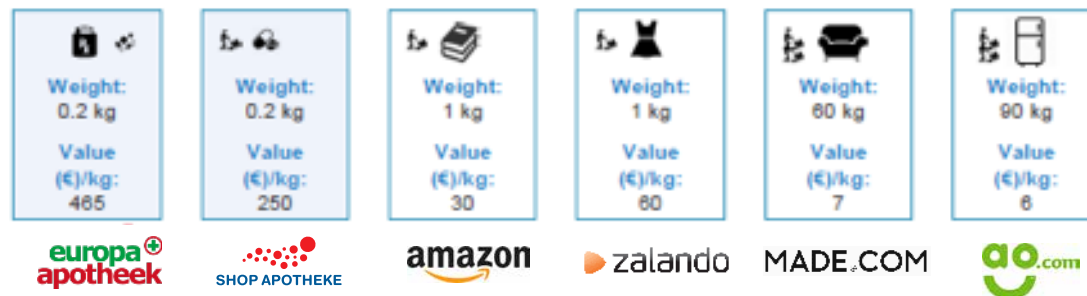 Weight:
0.2 kg
Value
(€)/kg:
465
europa
apotheek
Weight:
0.2 kg
Value
(€)/kg:
250
SHOP APOTHEKE
Weight:
1 kg
Value
(€)/kg:
30
amazon
Weight:
1 kg
Value
(€)/kg:
60
zalando
Weight:
60 kg
Value
(€)/kg:
7
MADE.COM
Weight:
90 kg
Value
(€)/kg:
6
ao.com